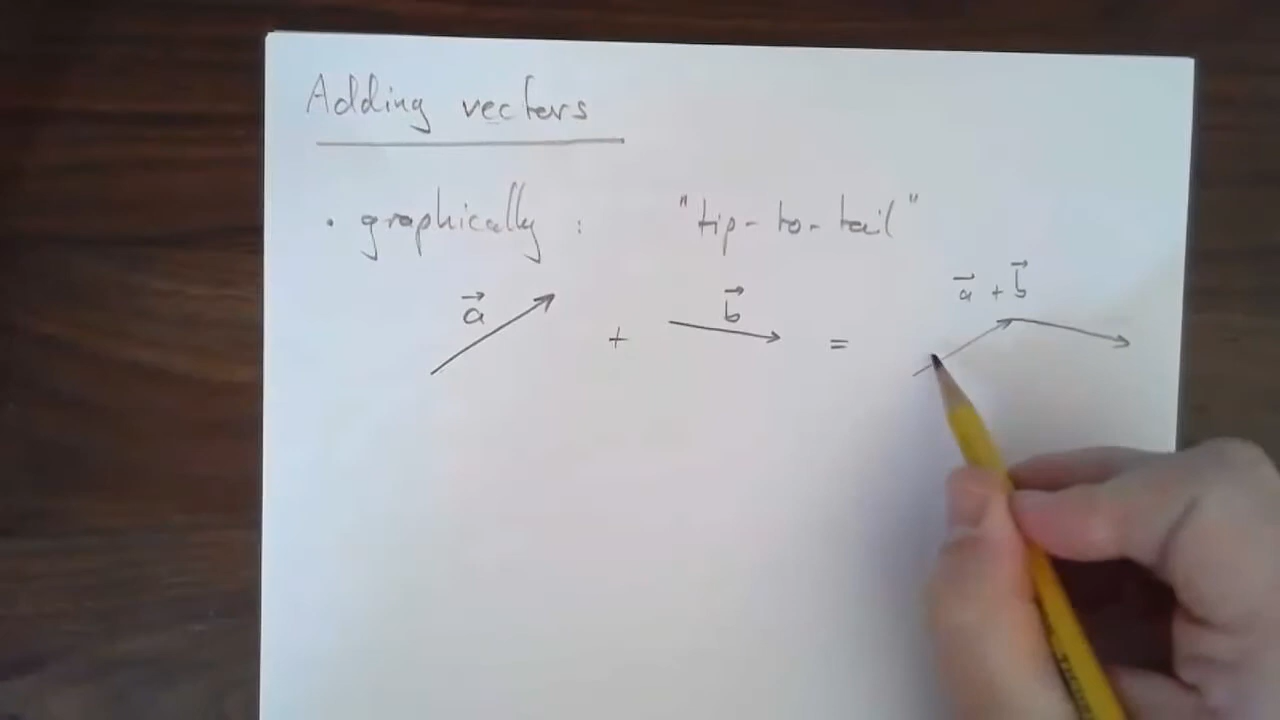 Adding vectors
· graphically : "tip-to-tail"
a⃗ + b⃗ = a⃗ + b⃗